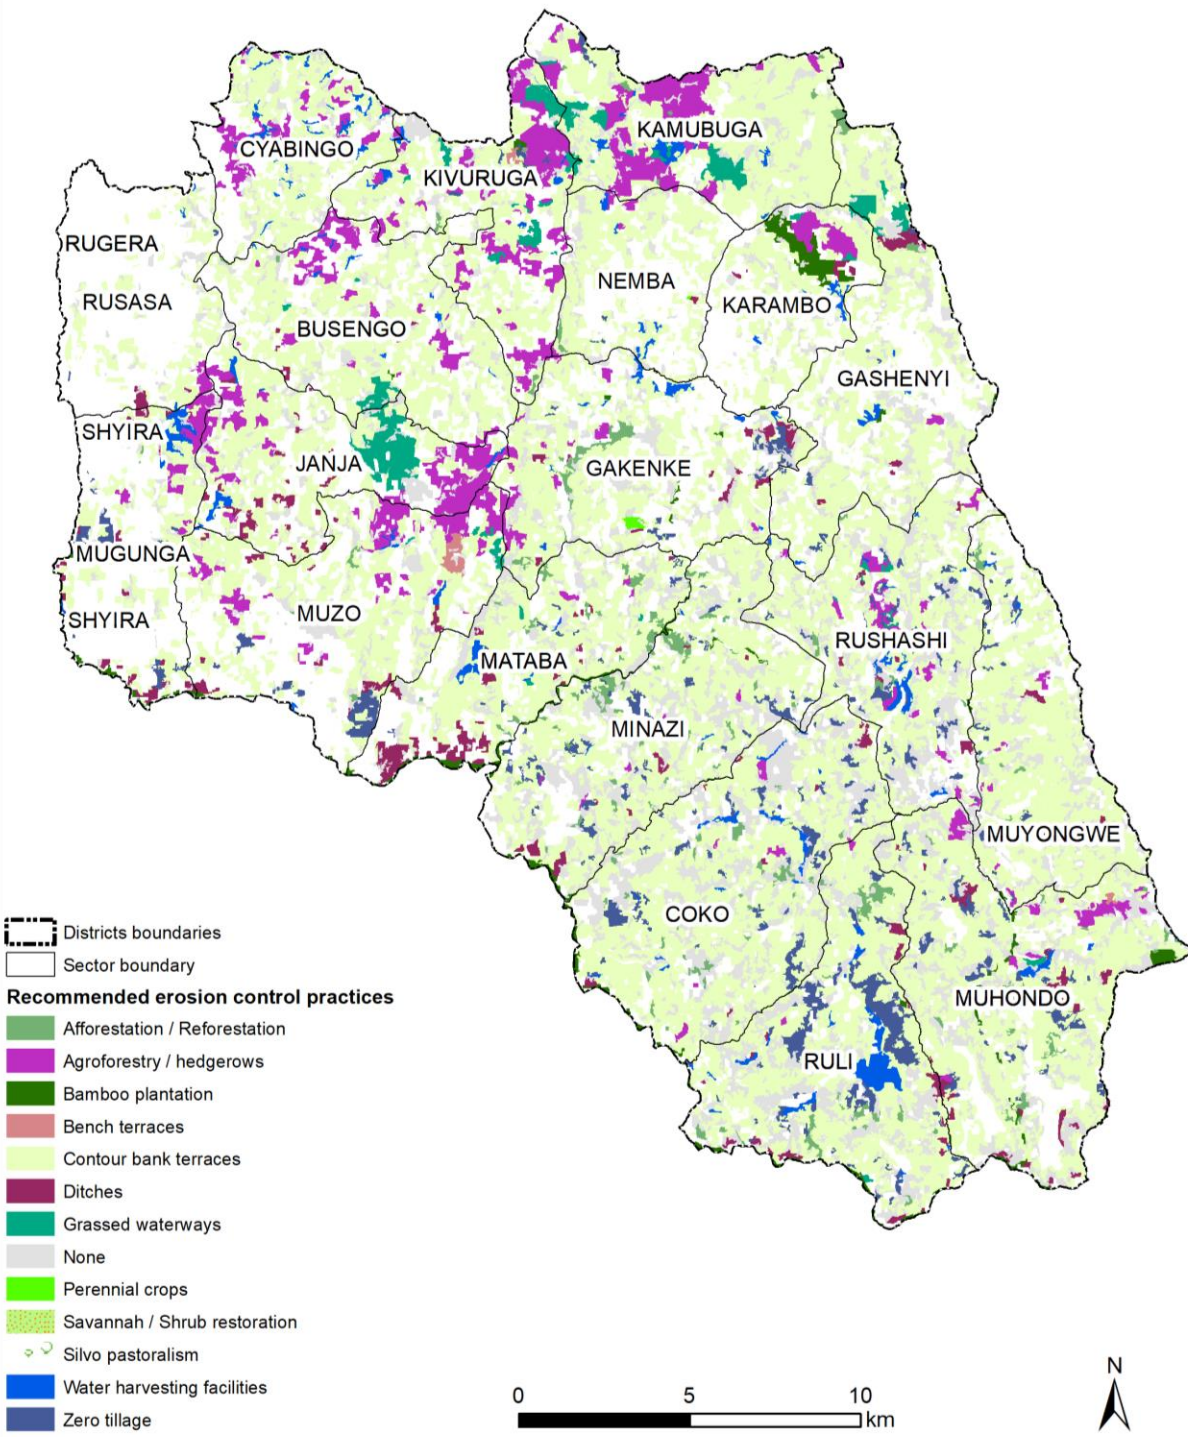 KAMUBUGA
CYABINGO
KIVURUGA
RUGERA
NEMBA
RUSASA
KARAMBO
BUSENGO
GASHENYI
SHYIRA
JANJA
GAKENKE
MUGUNGA
MUZO
SHYIRA
RUSHASHI
MATABA
MINAZI
MUYONGWE
COKO
MUHONDO
RULI
Districts boundaries
Sector boundary
Recommended erosion control practices
Afforestation / Reforestation
Agroforestry / hedgerows
Bamboo plantation
Bench terraces
Contour bank terraces
Ditches
Grassed waterways
None
Perennial crops
Savannah / Shrub restoration
Silvo pastoralism
Water harvesting facilities
Zero tillage
0 5 10
km
N